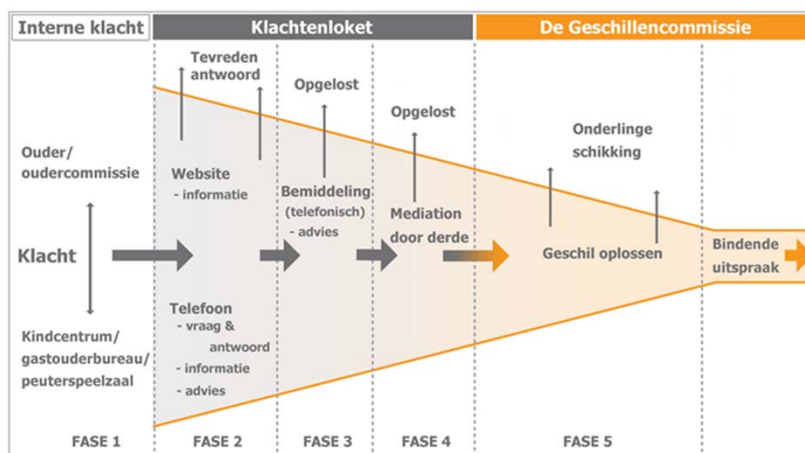 Interne klacht
Klachtenloket
De Geschillencommissie
Ouder/
oudercommissie
Klacht
Kindcentrum/
gastouderbureau/
peuterspeelzaal
Tevreden
antwoord
Website
- informatie
Telefoon
- vraag &
antwoord
- informatie
- advies
Opgelost
Bemiddeling
(telefonisch)
- advies
Opgelost
Mediation
door derde
Onderlinge
schikking
Geschil oplossen
Bindende
uitspraak
FASE 1
FASE 2
FASE 3
FASE 4
FASE 5